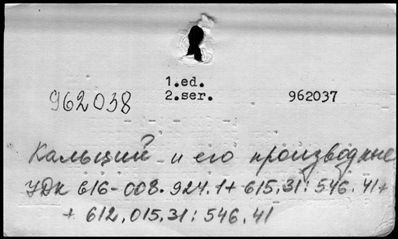 1.ed.
962038 2.ser. 962037
Кальций и его производные
УДК 616-008.924.1+615.31:546.41+
+ 612.015.31:546.41